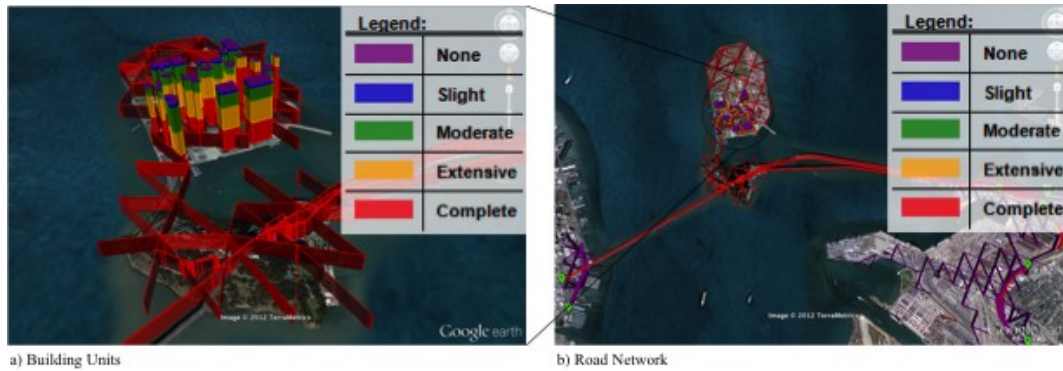 Legend:
None
Slight
Moderate
Extensive
Complete
Image © 2012 TerraMetrics
Google earth
a) Building Units
Legend:
None
Slight
Moderate
Extensive
Complete
Image © 2012 TerraMetrics
Google
b) Road Network